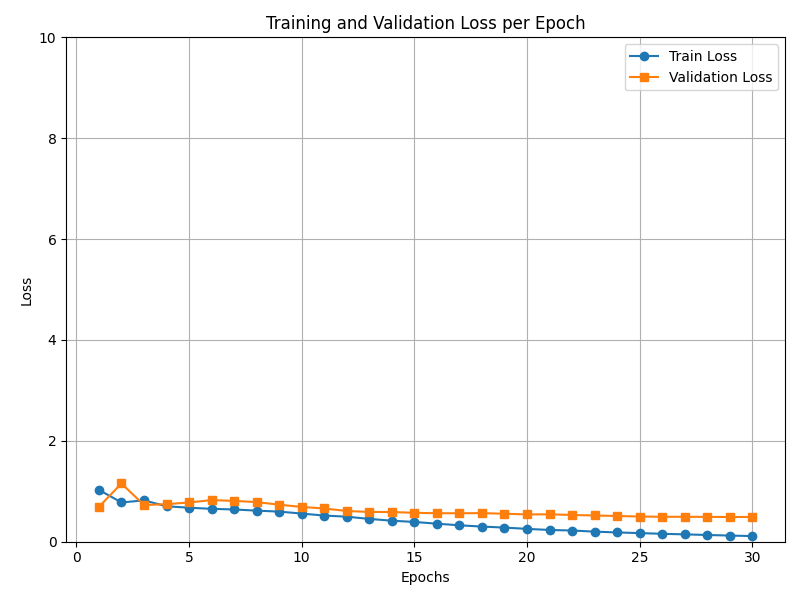 Training and Validation Loss per Epoch
Train Loss
Validation Loss
10
8
6
4
2
0
Loss
0 5 10 15 20 25 30
Epochs